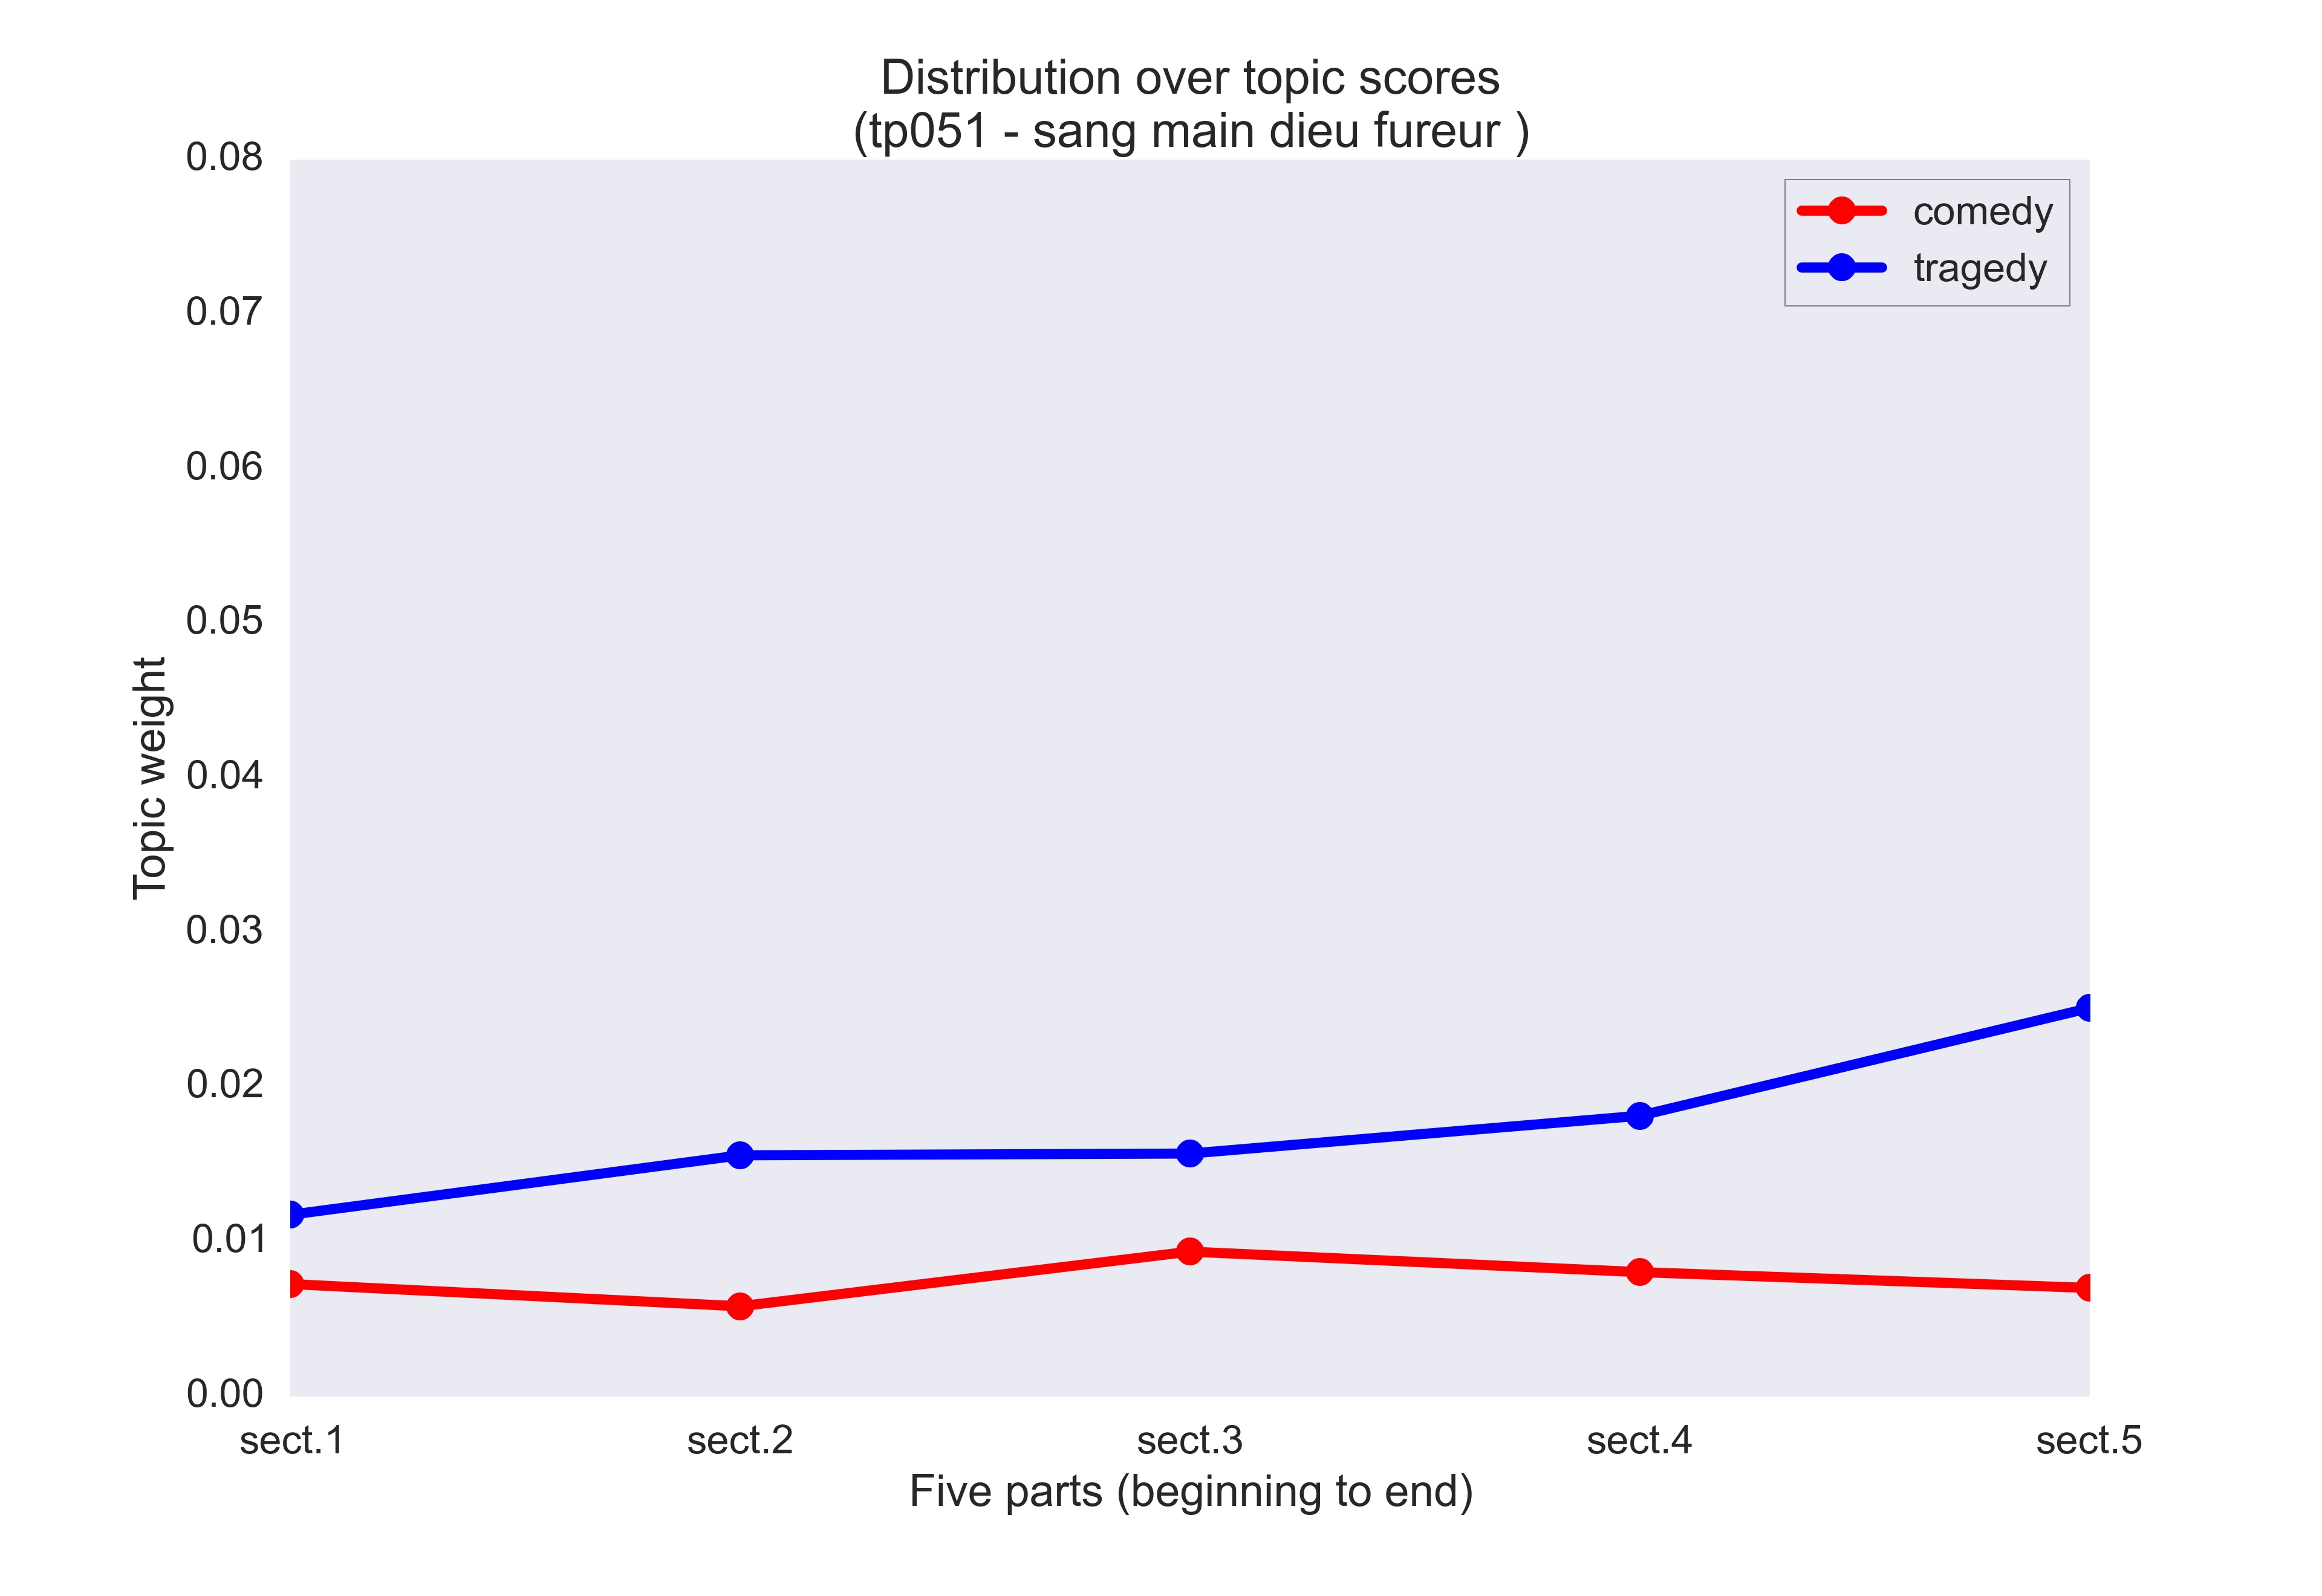 Distribution over topic scores
(tp051 - sang main dieu fureur )
0.08
0.07
0.06
0.05
0.04
0.03
0.02
0.01
0.00
Topic weight
comedy
tragedy
sect.1 sect.2 sect.3 sect.4 sect.5
Five parts (beginning to end)